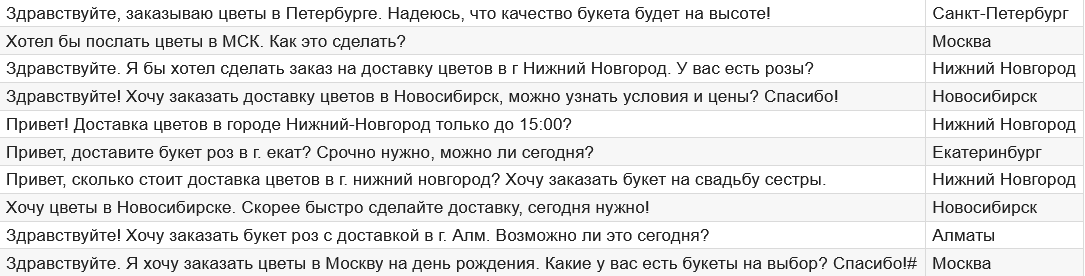 Здравствуйте, заказываю цветы в Петербурге. Надеюсь, что качество букета будет на высоте! Санкт-Петербург
Хотел бы послать цветы в МСК. Как это сделать? Москва
Здравствуйте. Я бы хотел сделать заказ на доставку цветов в г Нижний Новгород. У вас есть розы? Нижний Новгород
Здравствуйте! Хочу заказать доставку цветов в Новосибирск, можно узнать условия и цены? Спасибо! Новосибирск
Привет! Доставка цветов в городе Нижний-Новгород только до 15:00? Нижний Новгород
Привет, доставите букет роз в г. екат? Срочно нужно, можно ли сегодня? Екатеринбург
Привет, сколько стоит доставка цветов в г. нижний новгород? Хочу заказать букет на свадьбу сестры. Нижний Новгород
Хочу цветы в Новосибирске. Скорее быстро сделайте доставку, сегодня нужно! Новосибирск
Здравствуйте! Хочу заказать букет роз с доставкой в г. Алм. Возможно ли это сегодня? Алматы
Здравствуйте. Я хочу заказать цветы в Москву на день рождения. Какие у вас есть букеты на выбор? Спасибо!# Москва